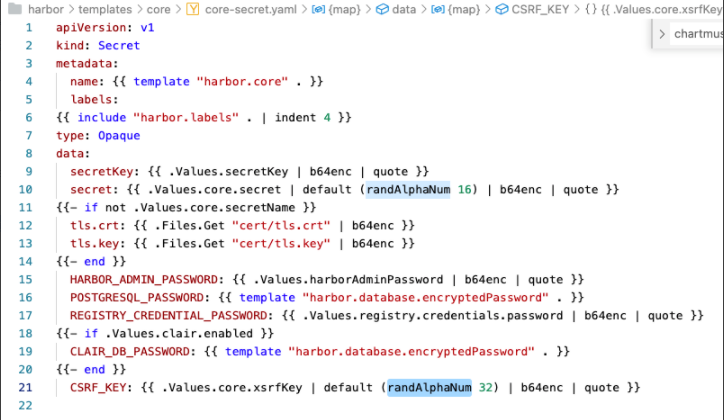 harbor > templates > core > core-secret.yaml > {map} > data > {map} > CSRF_KEY > {} {{ .Values.core.xsrfKey
chartmus
1 apiVersion: v1
2 kind: Secret
3 metadata:
4   name: {{ template "harbor.core" . }}
5   labels:
6 {{ include "harbor.labels" . | indent 4 }}
7 type: Opaque
8 data:
9   secretKey: {{ .Values.secretKey | b64enc | quote }}
10   secret: {{ .Values.core.secret | default (randAlphaNum 16) | b64enc | quote }}
11 {{- if not .Values.core.secretName }}
12   tls.crt: {{ .Files.Get "cert/tls.crt" | b64enc }}
13   tls.key: {{ .Files.Get "cert/tls.key" | b64enc }}
14 {{- end }}
15   HARBOR_ADMIN_PASSWORD: {{ .Values.harborAdminPassword | b64enc | quote }}
16   POSTGRESQL_PASSWORD: {{ template "harbor.database.encryptedPassword" . }}
17   REGISTRY_CREDENTIAL_PASSWORD: {{ .Values.registry.credentials.password | b64enc | quote }}
18 {{- if .Values.clair.enabled }}
19   CLAIR_DB_PASSWORD: {{ template "harbor.database.encryptedPassword" . }}
20 {{- end }}
21   CSRF_KEY: {{ .Values.core.xsrfKey | default (randAlphaNum 32) | b64enc | quote }}
22